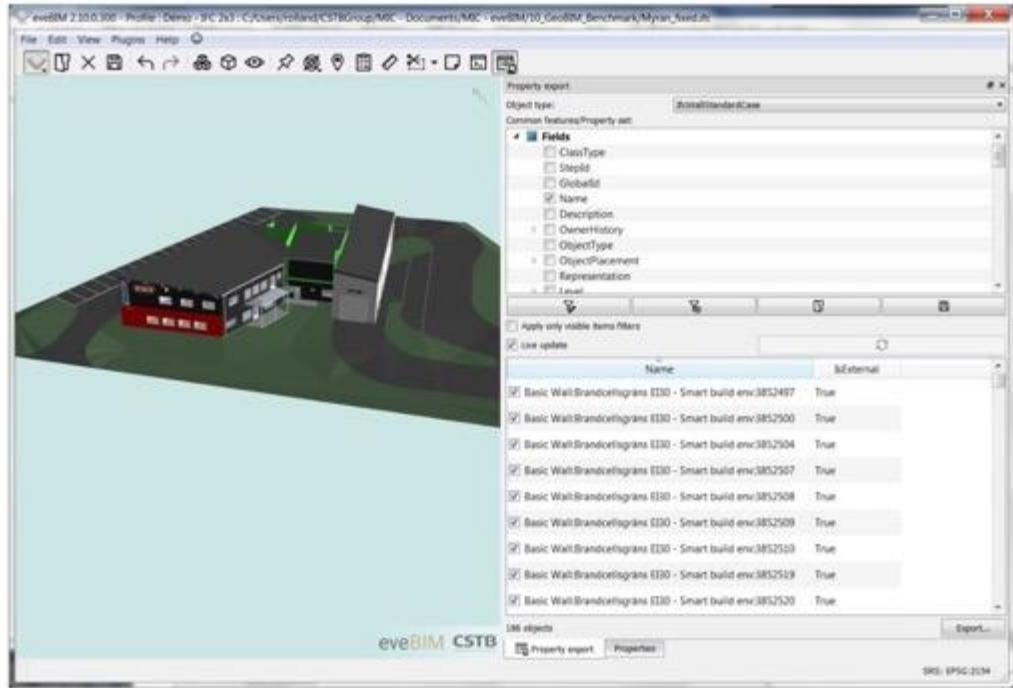 eveBIM 2.10.0.300 - Profile : Démo - IFC 2x3 : C:/Users/rolland/CSTBGroup/MIC - Documents/MIC - eveBIM/10_GeoBIM_Benchmark/Myran_fixed.ifc
File Edit View Plugins Help
Property export
Object type: IfcWallStandardCase
Common features/Property set:
Fields
ClassType
StepId
GlobalId
Name
Description
OwnerHistory
ObjectType
ObjectPlacement
Representation
Level
Apply only visible items filters
Live update
Name IsExternal
Basic Wall:Brandcellsgräns EI30 - Smart build env:3852497 True
Basic Wall:Brandcellsgräns EI30 - Smart build env:3852500 True
Basic Wall:Brandcellsgräns EI30 - Smart build env:3852504 True
Basic Wall:Brandcellsgräns EI30 - Smart build env:3852507 True
Basic Wall:Brandcellsgräns EI30 - Smart build env:3852508 True
Basic Wall:Brandcellsgräns EI30 - Smart build env:3852509 True
Basic Wall:Brandcellsgräns EI30 - Smart build env:3852510 True
Basic Wall:Brandcellsgräns EI30 - Smart build env:3852519 True
Basic Wall:Brandcellsgräns EI30 - Smart build env:3852520 True
186 objects Export...
eveBIM CSTB
Property export Properties
SRS: EPSG:2154